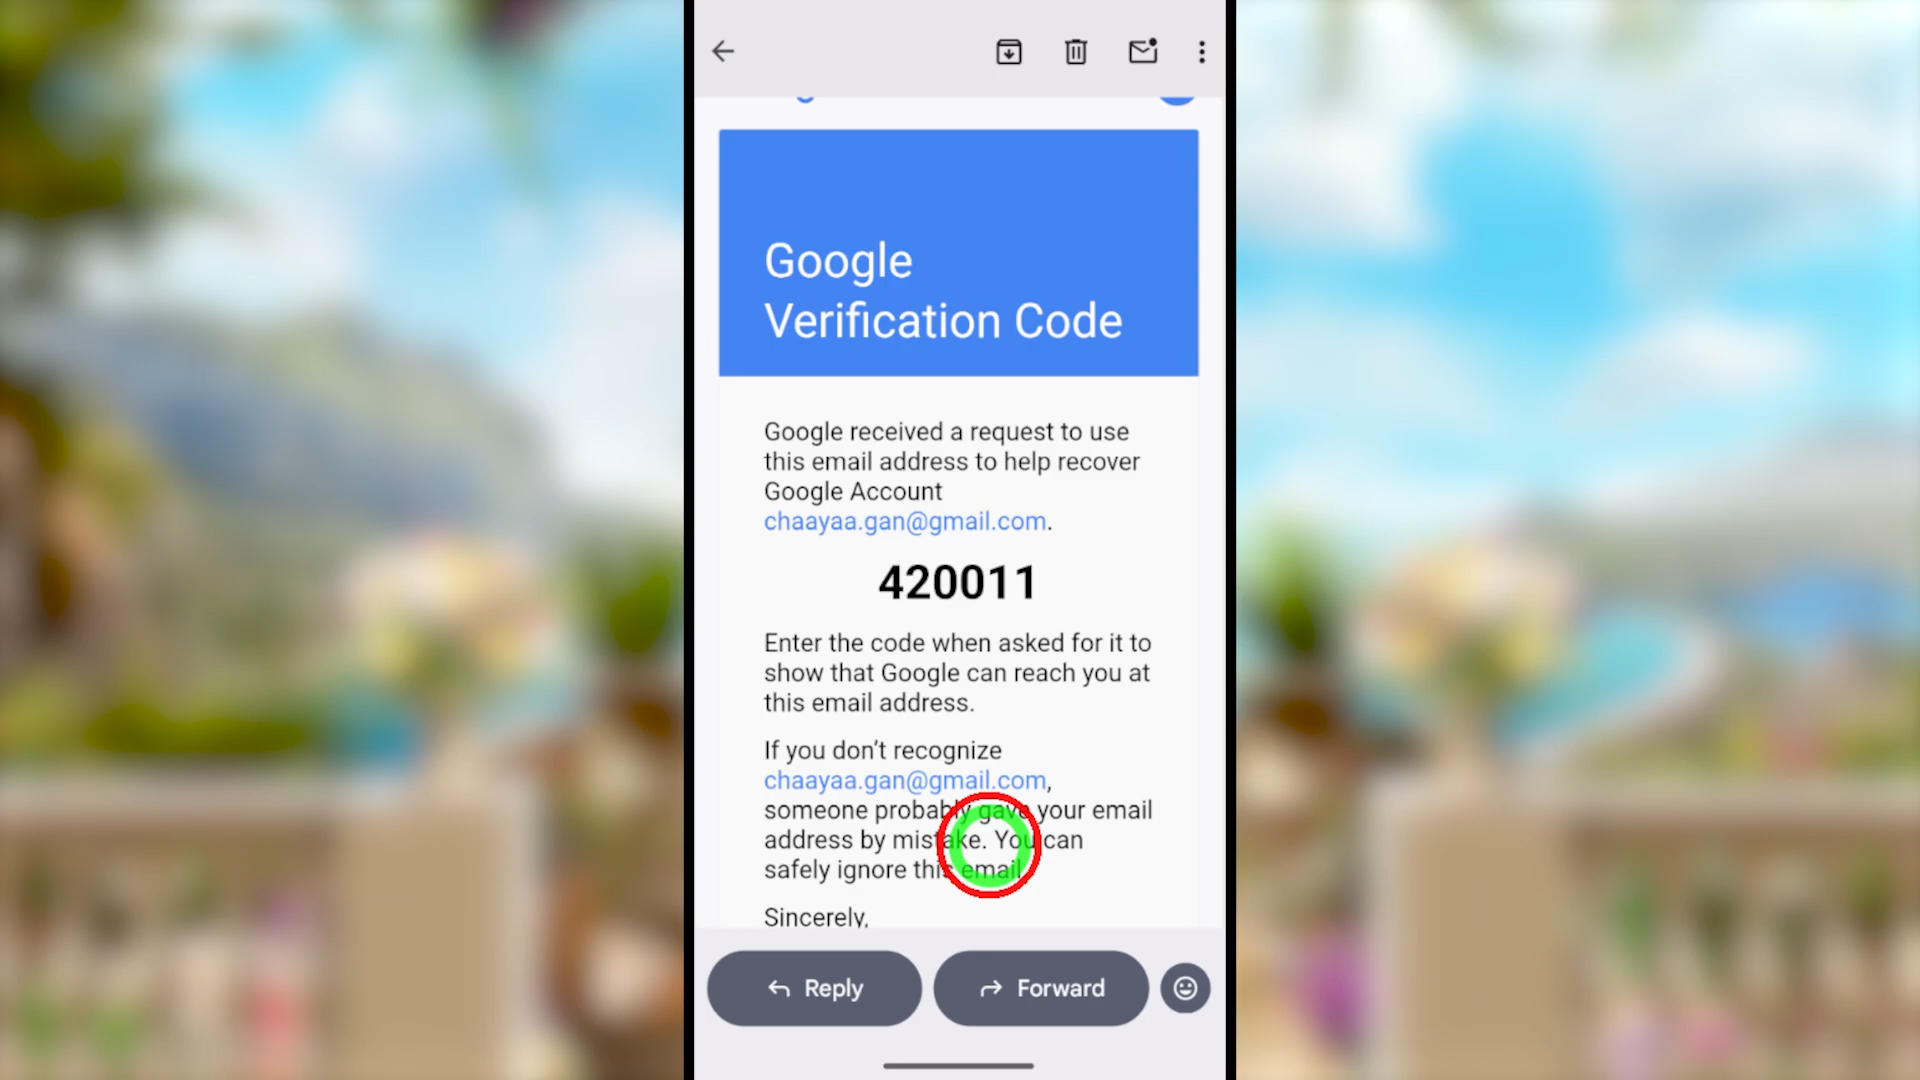 Google
Verification Code
Google received a request to use
this email address to help recover
Google Account
chaayaa.gan@gmail.com.
420011
Enter the code when asked for it to
show that Google can reach you at
this email address.
If you don’t recognize
chaayaa.gan@gmail.com,
someone probably gave your email
address by mistake. You can
safely ignore this email
Sincerely,
Reply
Forward